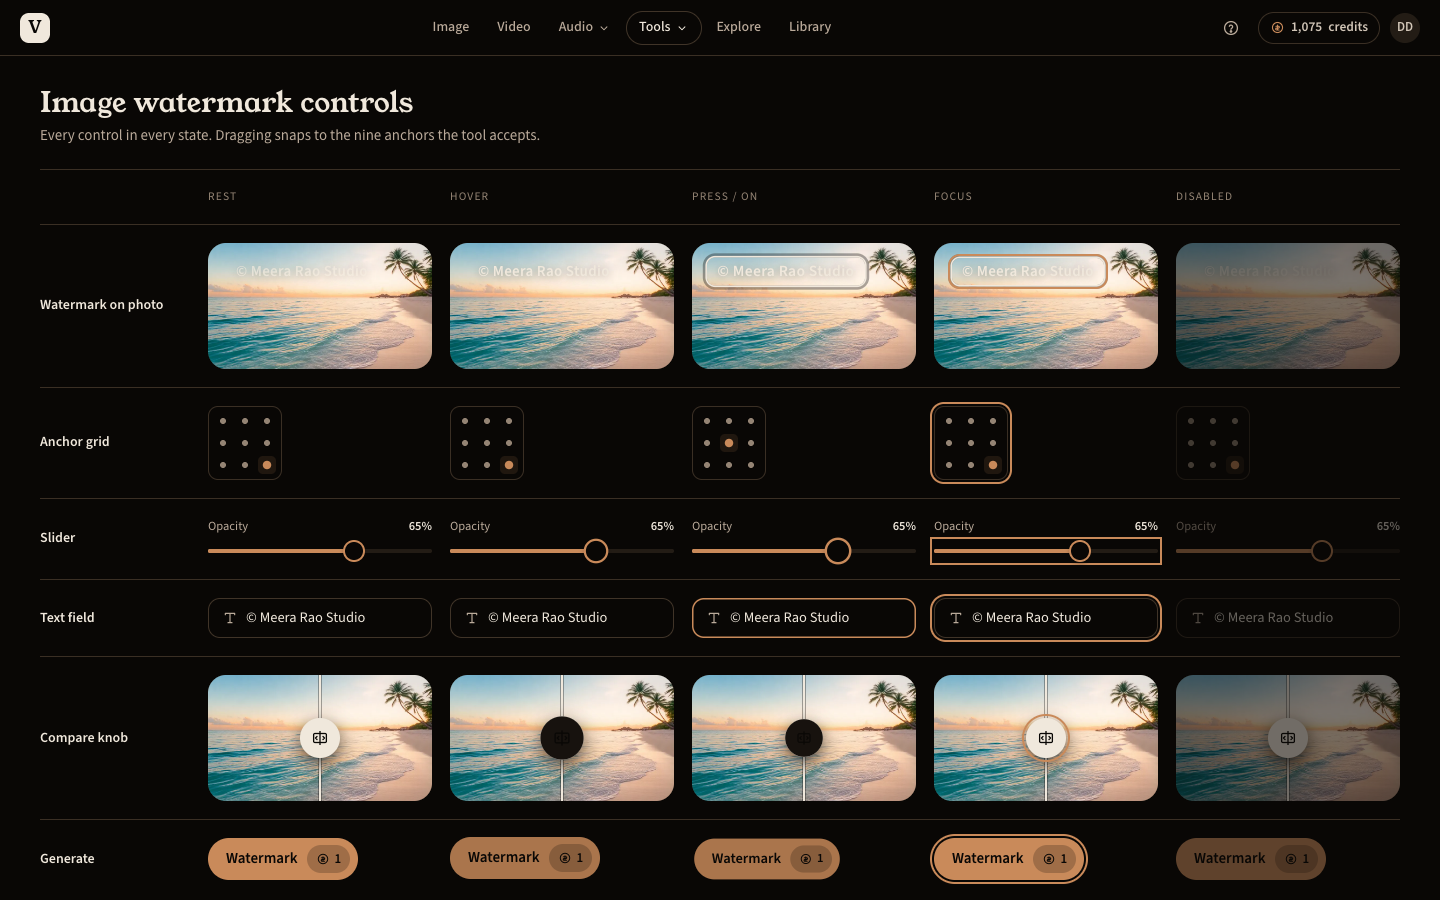 V
Image Video Audio Tools Explore Library
1,075 credits DD
Image watermark controls
Every control in every state. Dragging snaps to the nine anchors the tool accepts.
REST HOVER PRESS / ON FOCUS DISABLED
Watermark on photo
© Meera Rao Studio © Meera Rao Studio © Meera Rao Studio © Meera Rao Studio © Meera Rao Studio
Anchor grid
Slider
Opacity 65% Opacity 65% Opacity 65% Opacity 65% Opacity 65%
Text field
© Meera Rao Studio © Meera Rao Studio © Meera Rao Studio © Meera Rao Studio © Meera Rao Studio
Compare knob
Generate
Watermark 1 Watermark 1 Watermark 1 Watermark 1 Watermark 1